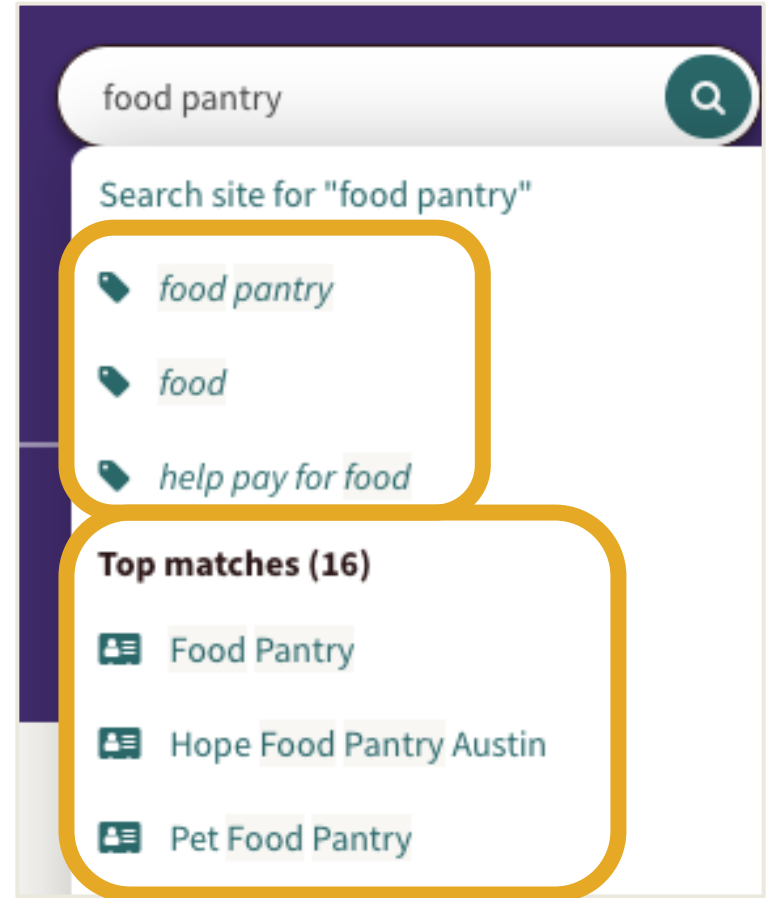 food pantry
Search site for "food pantry"
food pantry
food
help pay for food
Top matches (16)
Food Pantry
Hope Food Pantry Austin
Pet Food Pantry